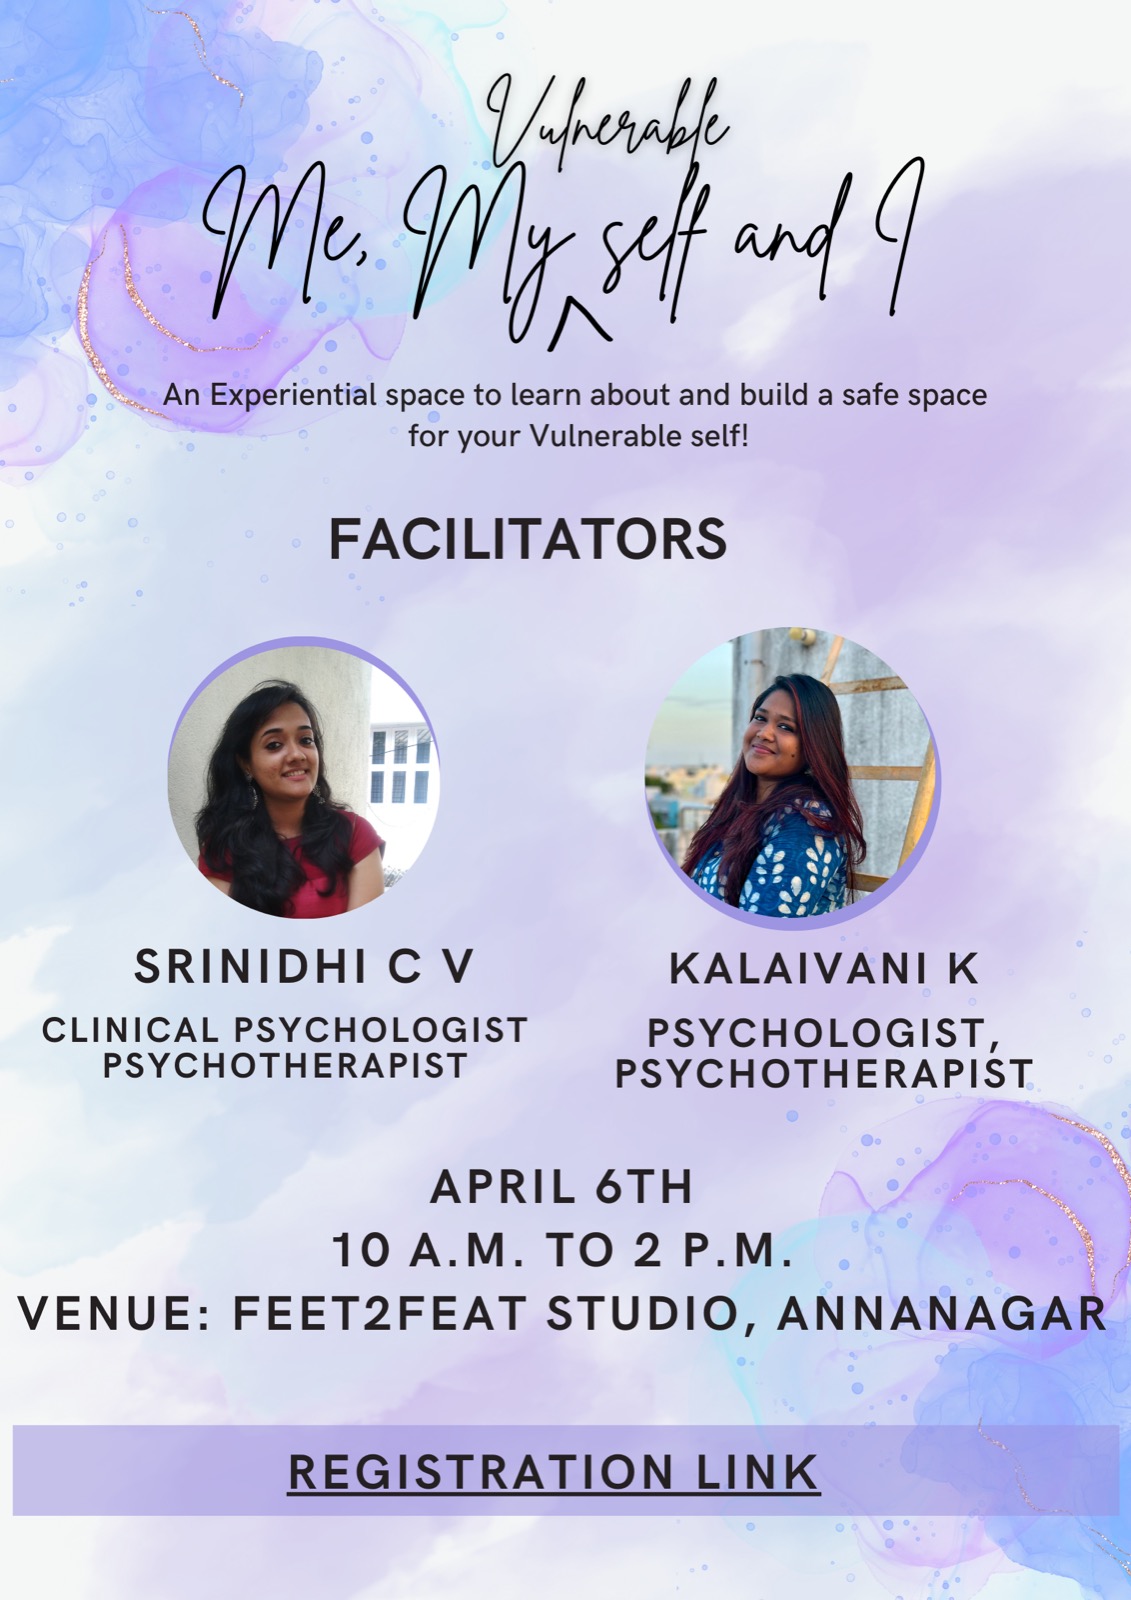 Vulnerable
Me, My self and I
^
An Experiential space to learn about and build a safe space
for your Vulnerable self!
FACILITATORS
SRINIDHI C V
CLINICAL PSYCHOLOGIST
PSYCHOTHERAPIST
KALAIVANI K
PSYCHOLOGIST,
PSYCHOTHERAPIST
APRIL 6TH
10 A.M. TO 2 P.M.
VENUE: FEET2FEAT STUDIO, ANNANAGAR
REGISTRATION LINK